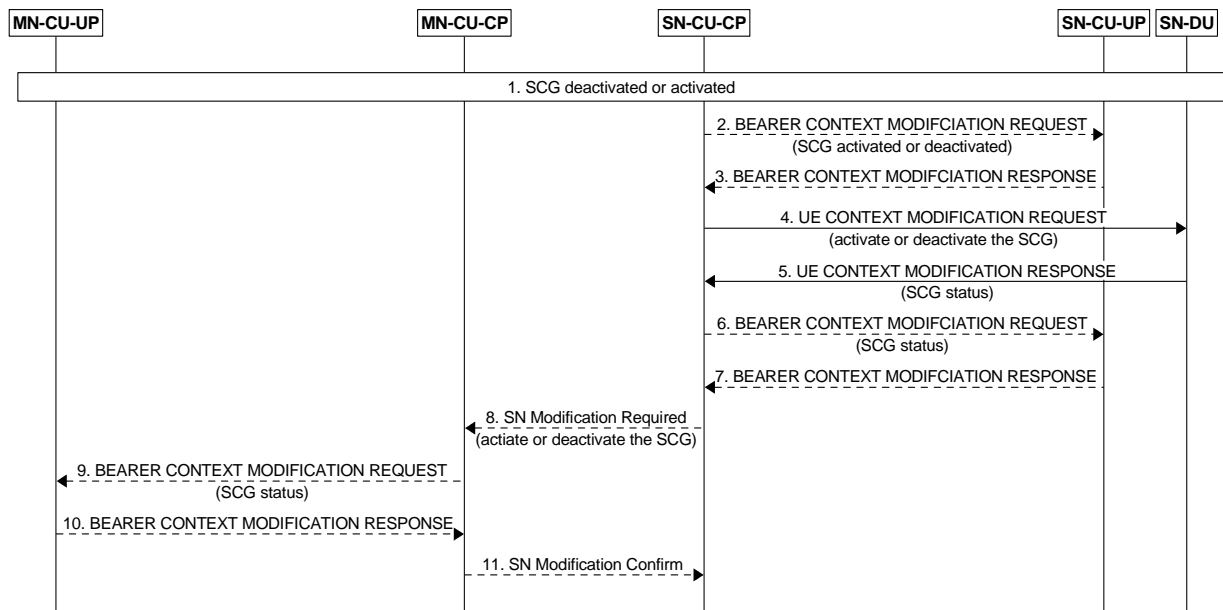 MN-CU-UP
MN-CU-CP
SN-CU-CP
SN-CU-UP
SN-DU
1. SCG deactivated or activated
2. BEARER CONTEXT MODIFCIATION REQUEST
(SCG activated or deactivated)
3. BEARER CONTEXT MODIFCIATION RESPONSE
4. UE CONTEXT MODIFICATION REQUEST
(activate or deactivate the SCG)
5. UE CONTEXT MODIFICATION RESPONSE
(SCG status)
6. BEARER CONTEXT MODIFCIATION REQUEST
(SCG status)
7. BEARER CONTEXT MODIFCIATION RESPONSE
8. SN Modification Required
(actiate or deactivate the SCG)
9. BEARER CONTEXT MODIFICATION REQUEST
(SCG status)
10. BEARER CONTEXT MODIFICATION RESPONSE
11. SN Modification Confirm